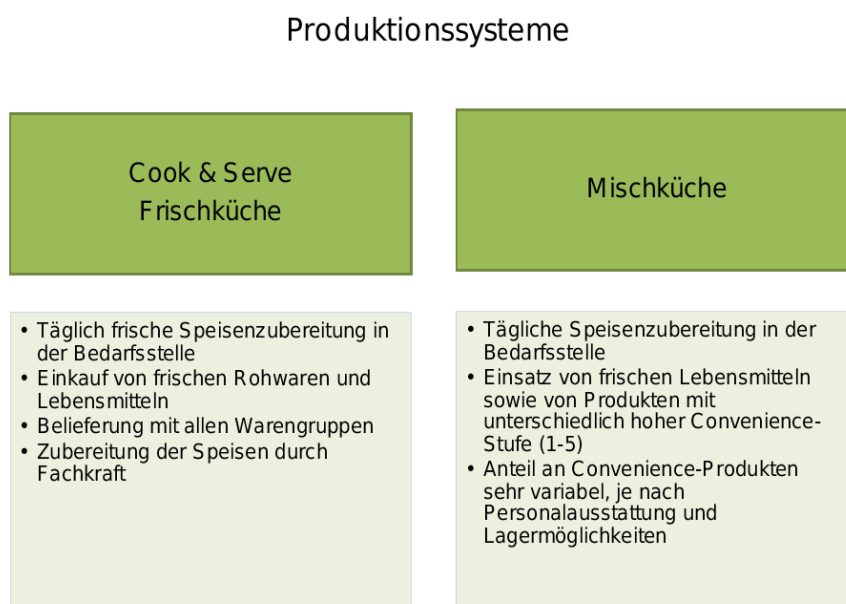 Produktionssysteme
Cook & Serve
Frischküche
• Täglich frische Speisenzubereitung in
der Bedarfsstelle
• Einkauf von frischen Rohwaren und
Lebensmitteln
• Belieferung mit allen Warengruppen
• Zubereitung der Speisen durch
Fachkraft
Mischküche
• Tägliche Speisenzubereitung in der
Bedarfsstelle
• Einsatz von frischen Lebensmitteln
sowie von Produkten mit
unterschiedlich hoher Convenience-
Stufe (1-5)
• Anteil an Convenience-Produkten
sehr variabel, je nach
Personalausstattung und
Lagermöglichkeiten